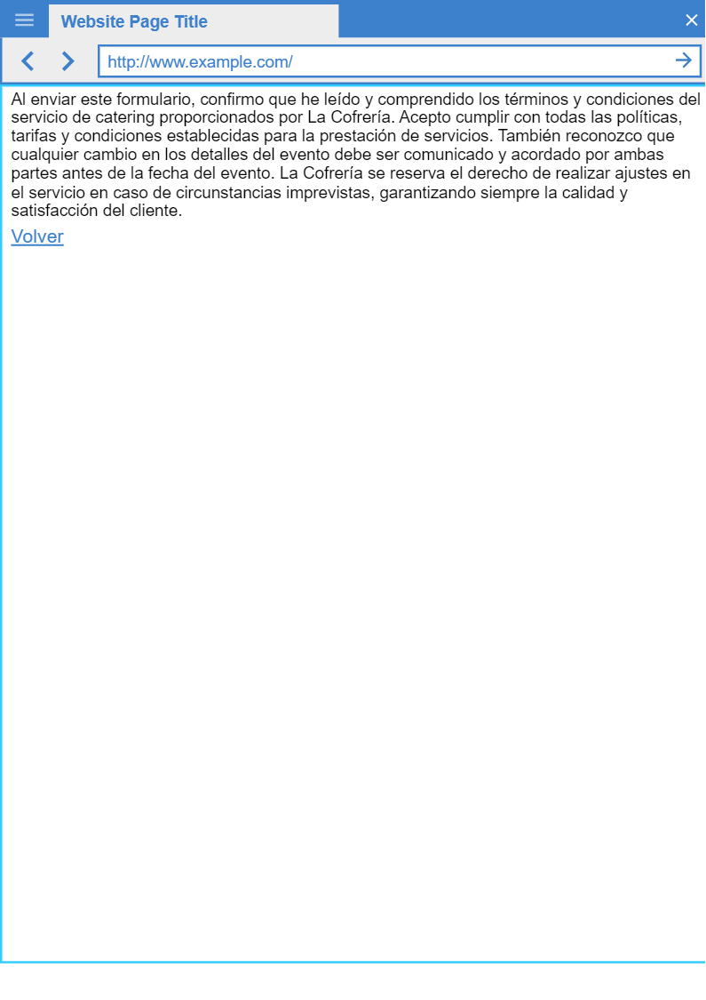 Website Page Title
http://www.example.com/
Al enviar este formulario, confirmo que he leído y comprendido los términos y condiciones del
servicio de catering proporcionados por La Cofrería. Acepto cumplir con todas las políticas,
tarifas y condiciones establecidas para la prestación de servicios. También reconozco que
cualquier cambio en los detalles del evento debe ser comunicado y acordado por ambas
partes antes de la fecha del evento. La Cofrería se reserva el derecho de realizar ajustes en
el servicio en caso de circunstancias imprevistas, garantizando siempre la calidad y
satisfacción del cliente.
Volver